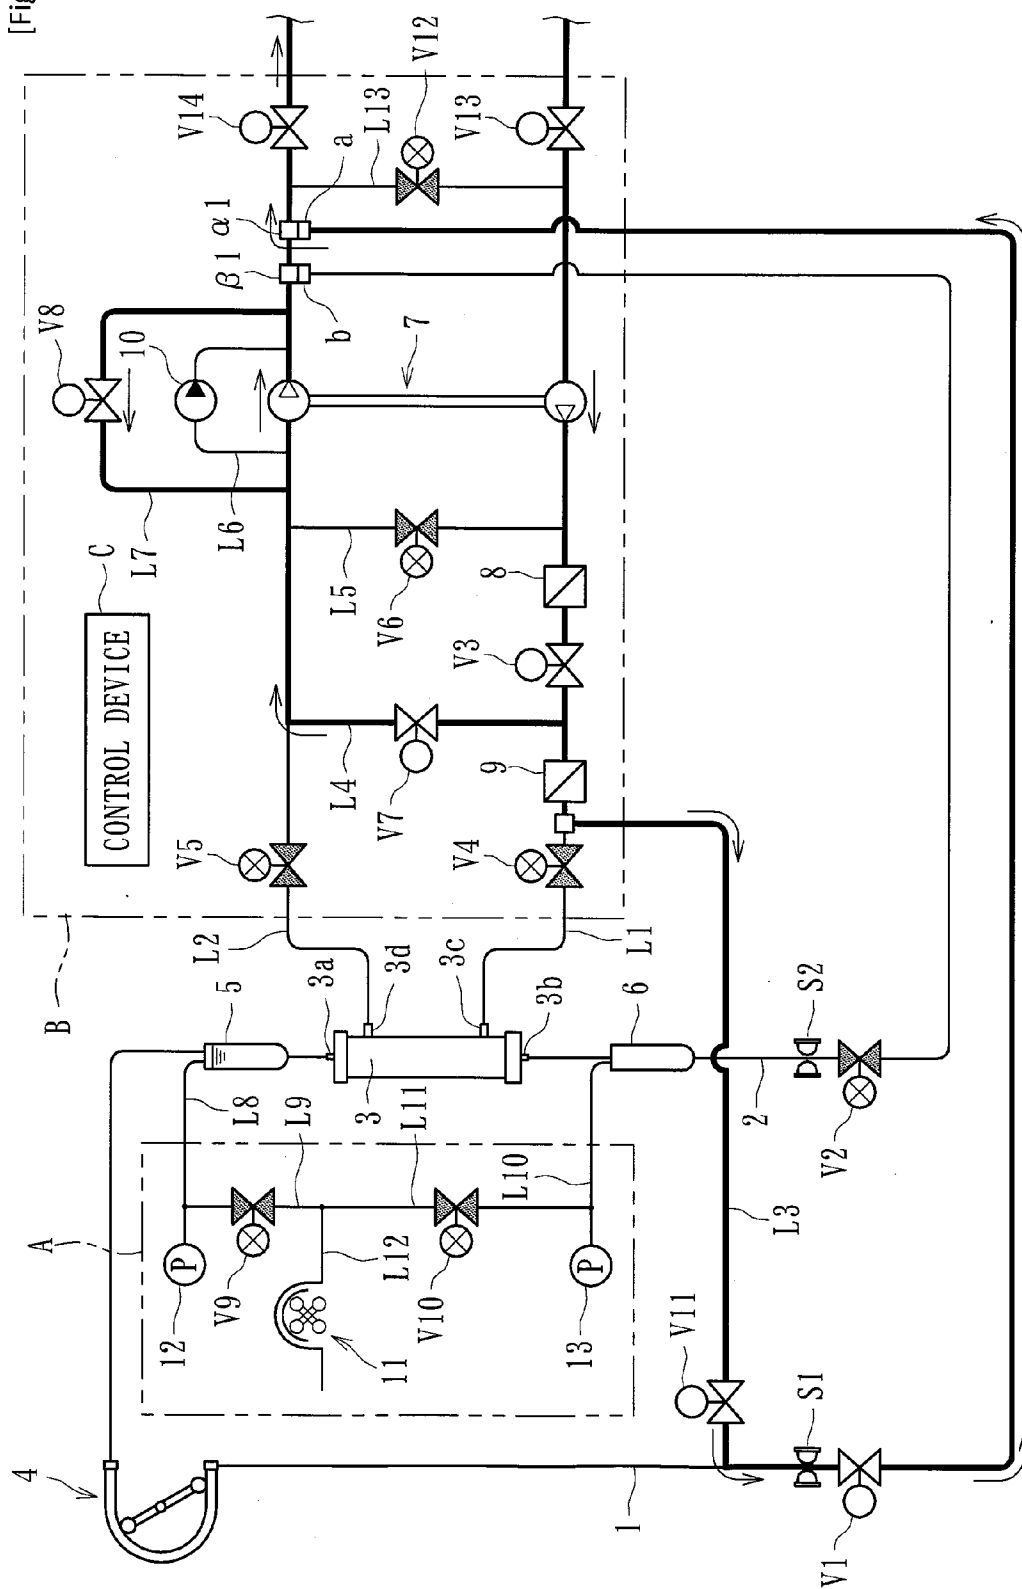 [Fig
4
A
B
V8
C
CONTROL DEVICE
10
L7
12
P
V5
V14
L2
α1
V9
5
β1
L6
L8
L9
3a
b
a
L4
L5
3
L13
11
L12
3d
V7
V6
L11
7
V12
V10
3c
V4
V3
V13
9
8
L10
3b
13
P
1
6
L1
V11
2
L3
S1
S2
V1
V2